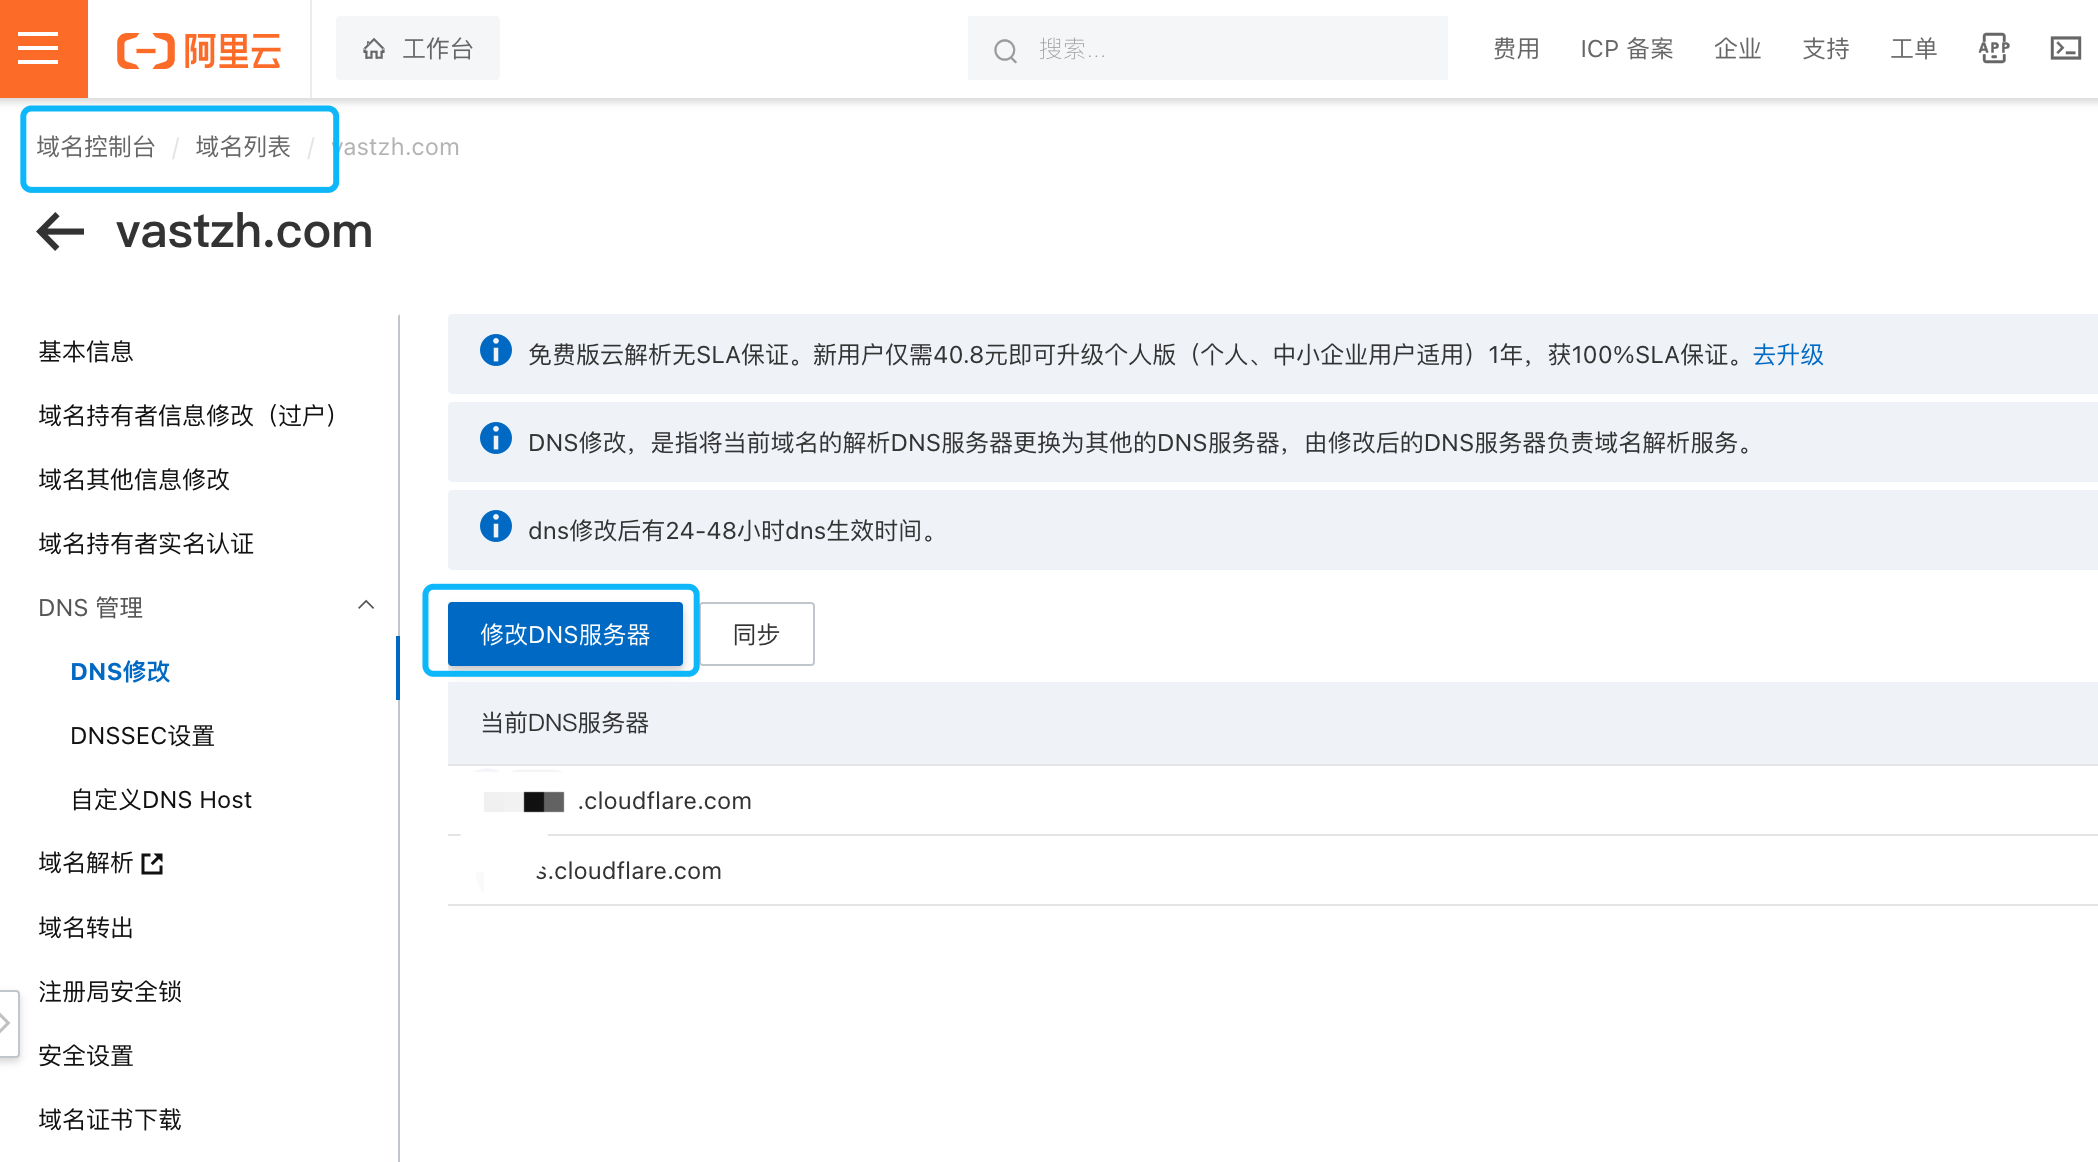 阿里云
工作台
搜索...
费用 ICP 备案 企业 支持 工单 APP
域名控制台 / 域名列表 / vastzh.com
vastzh.com
基本信息
域名持有者信息修改（过户）
域名其他信息修改
域名持有者实名认证
DNS 管理
DNS修改
DNSSEC设置
自定义DNS Host
域名解析
域名转出
注册局安全锁
安全设置
域名证书下载
免费版云解析无SLA保证。新用户仅需40.8元即可升级个人版（个人、中小企业用户适用）1年，获100%SLA保证。去升级
DNS修改，是指将当前域名的解析DNS服务器更换为其他的DNS服务器，由修改后的DNS服务器负责域名解析服务。
dns修改后有24-48小时dns生效时间。
修改DNS服务器 同步
当前DNS服务器
.cloudflare.com
s.cloudflare.com